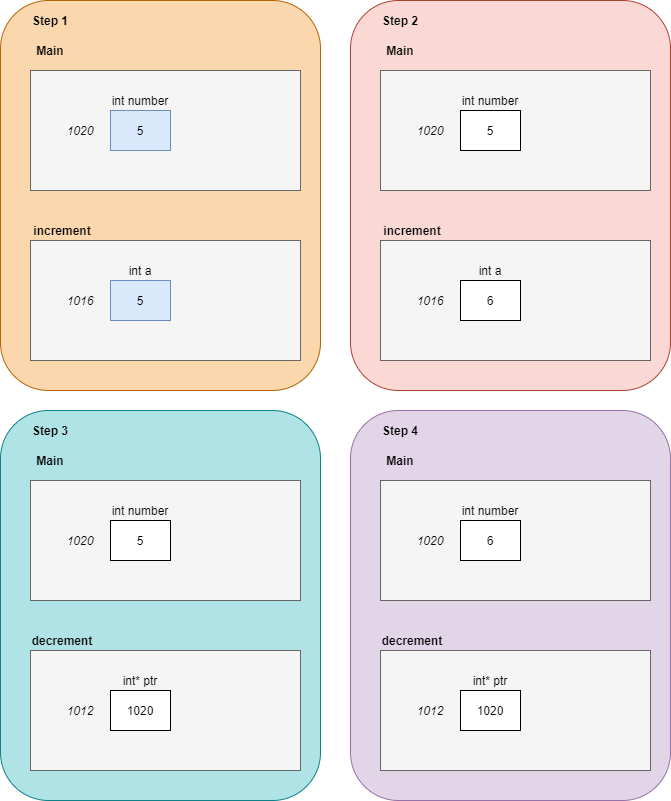 Step 1
Main
int number
1020
5
increment
int a
1016
5
Step 2
Main
int number
1020
5
increment
int a
1016
6
Step 3
Main
int number
1020
5
decrement
int* ptr
1012
1020
Step 4
Main
int number
1020
6
decrement
int* ptr
1012
1020